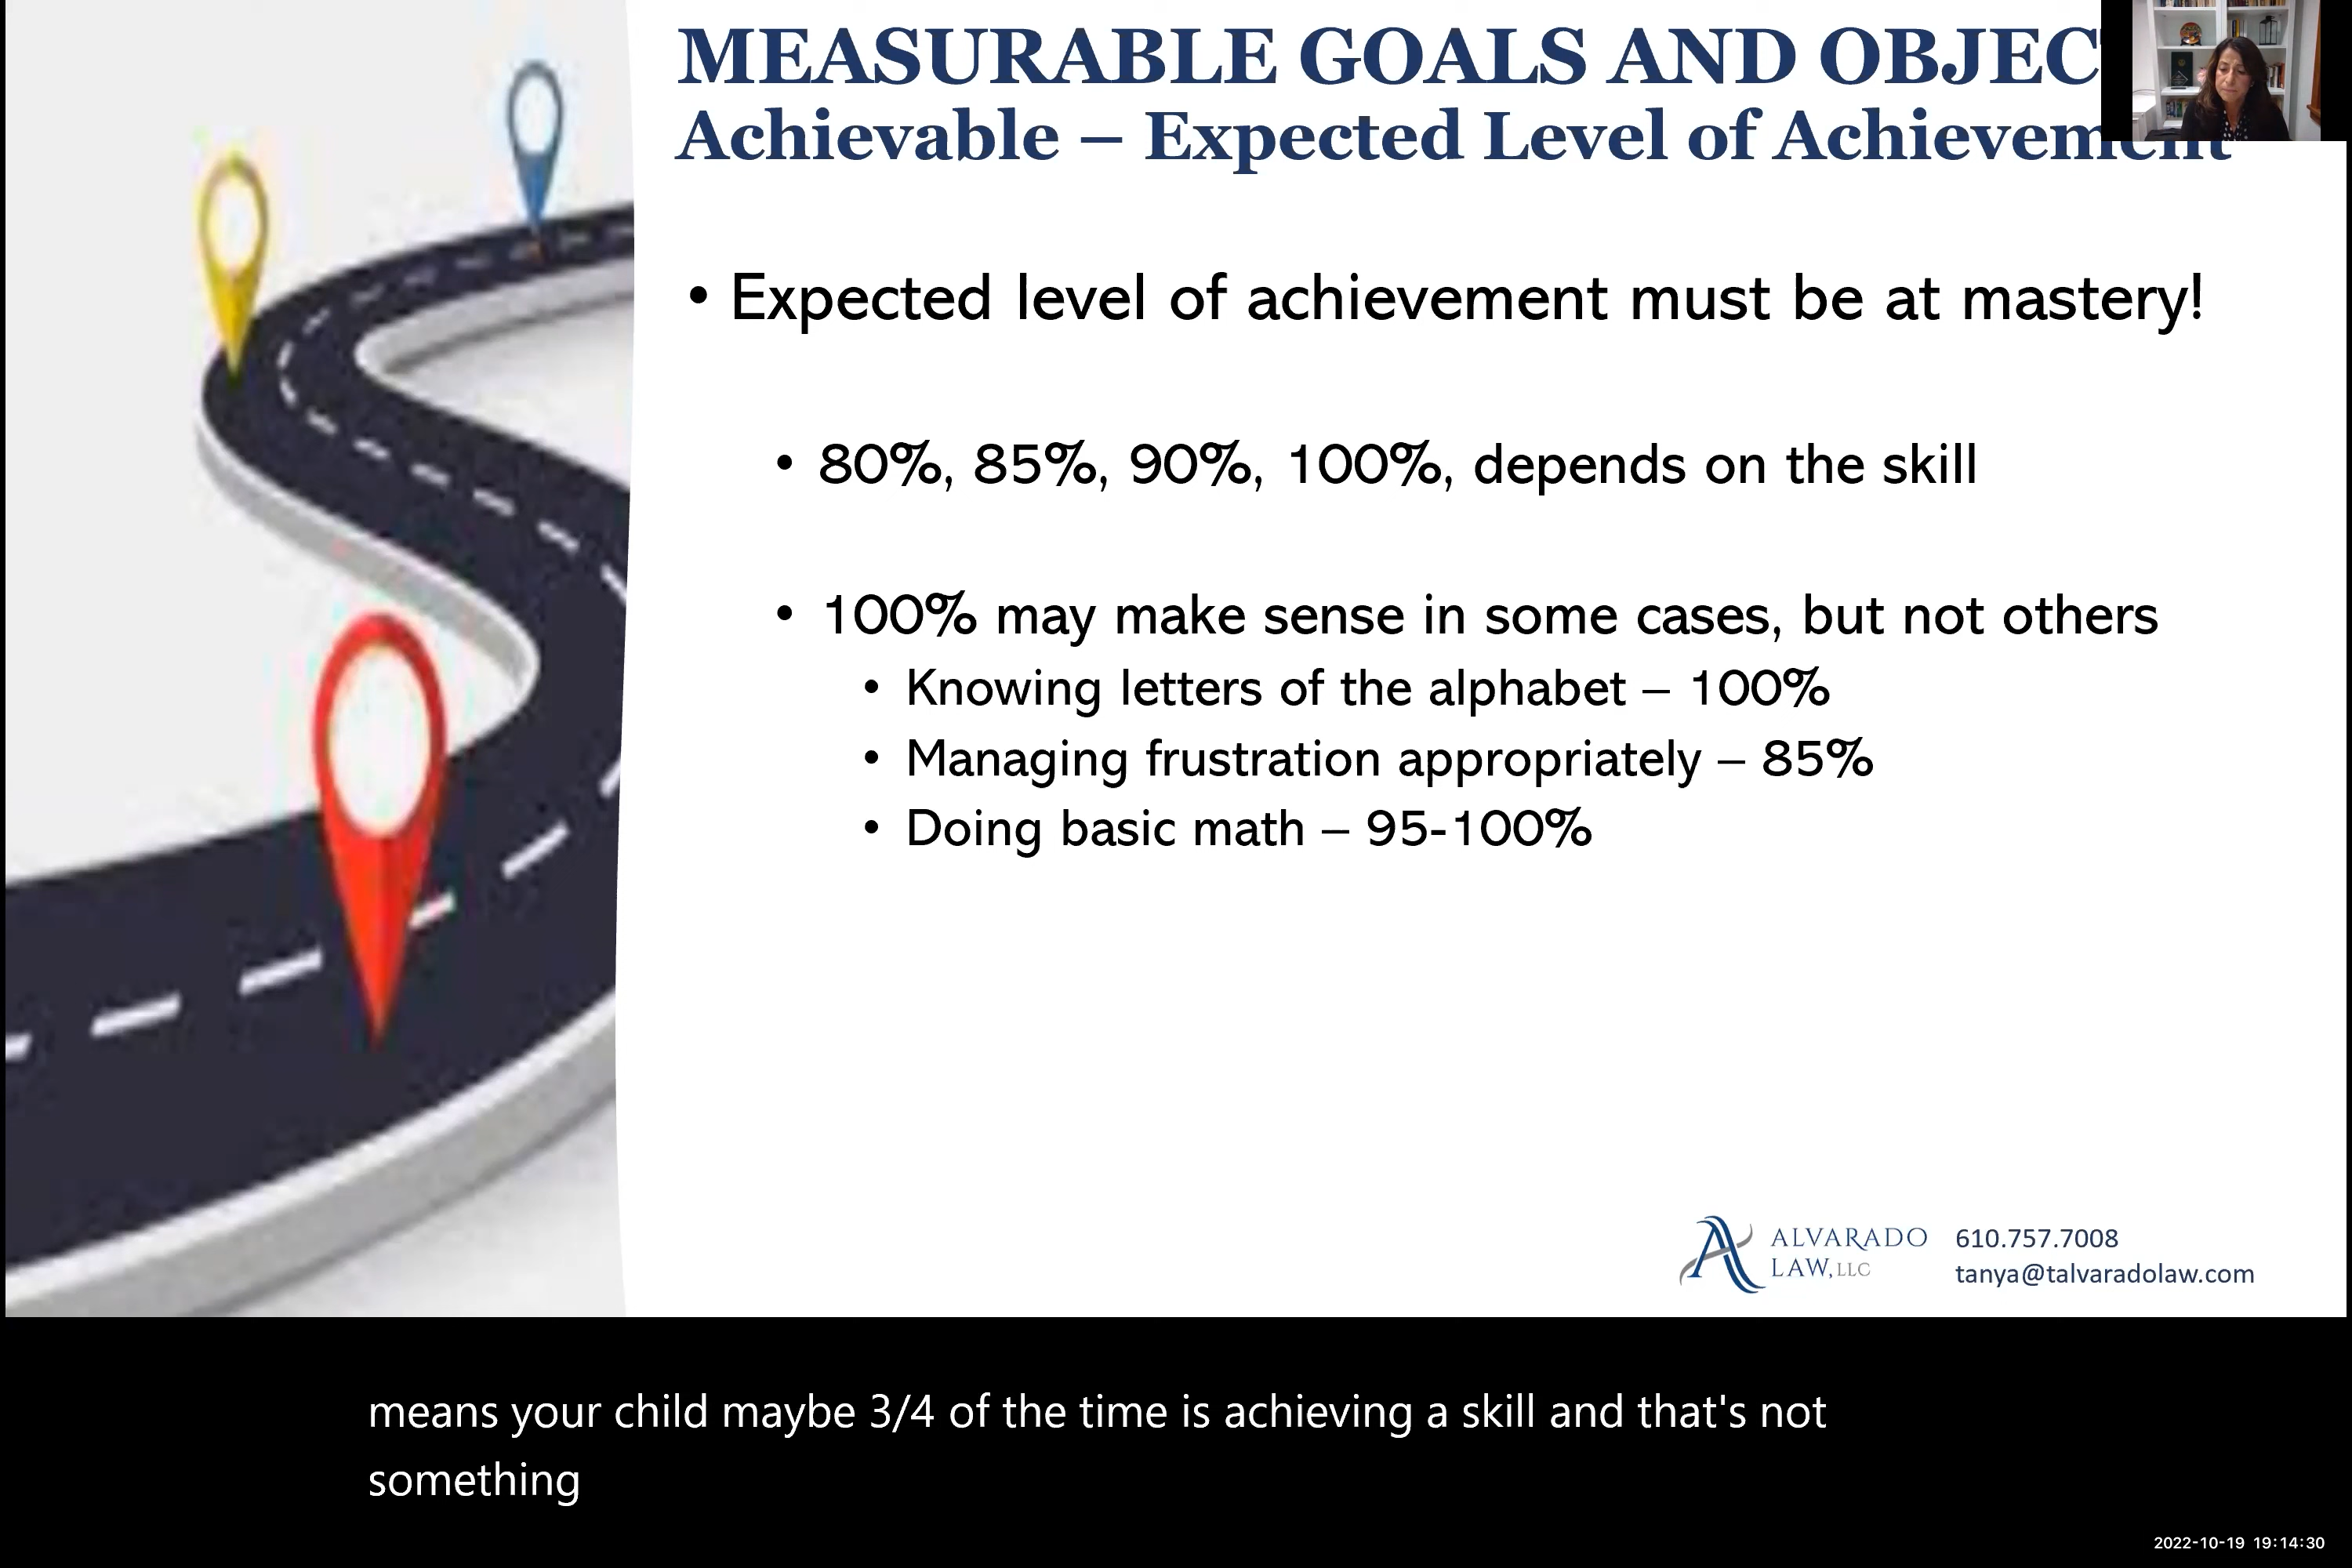 MEASURABLE GOALS AND OBJEC
Achievable – Expected Level of Achievement
• Expected level of achievement must be at mastery!
• 80%, 85%, 90%, 100%, depends on the skill
• 100% may make sense in some cases, but not others
• Knowing letters of the alphabet – 100%
• Managing frustration appropriately – 85%
• Doing basic math – 95-100%
ALVARADO
LAW, LLC
610.757.7008
tanya@talvaradolaw.com
means your child maybe 3/4 of the time is achieving a skill and that's not
something
2022-10-19 19:14:30